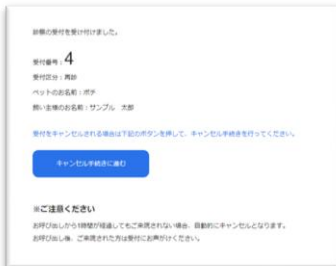 診察の受付を受け付けました。
受付番号：4
受付区分：再診
ペットのお名前：ポチ
飼い主様のお名前：サンプル　太郎
受付をキャンセルされる場合は下記のボタンを押して、キャンセル手続きを行ってください。
キャンセル手続きに進む
※ご注意ください
お呼び出しから1時間が経過してもご来院されない場合、自動的にキャンセルとなります。
お呼び出し後、ご来院された方は受付にお声がけください。